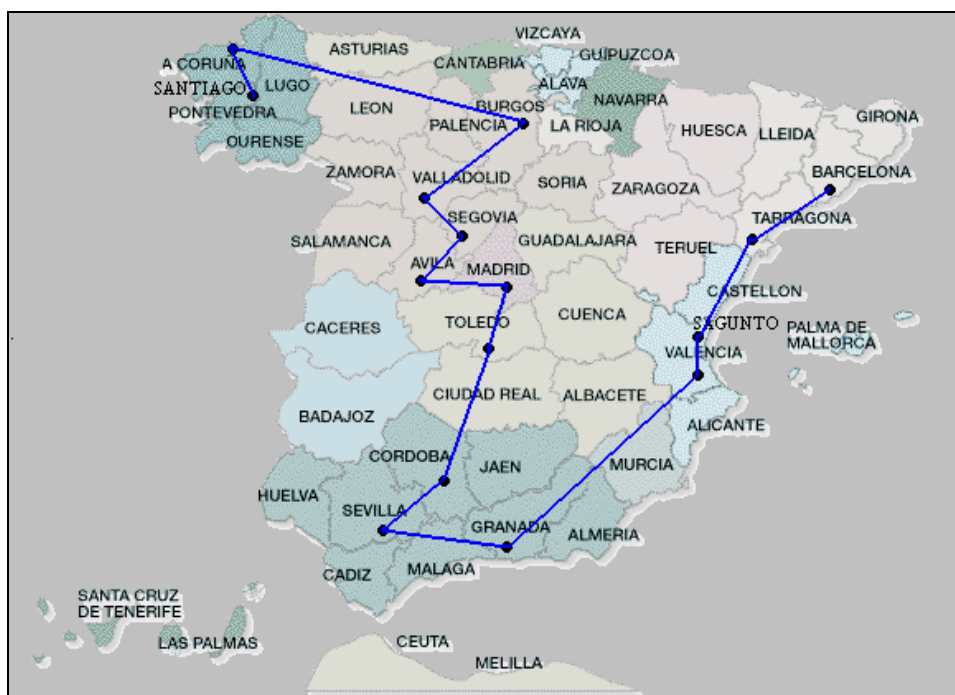 VIZCAYA
ASTURIAS
GUIPUZCOA
A CORUÑA
CANTABRIA
LUGO
ALAVA
SANTIAGO
NAVARRA
PONTEVEDRA
LEON
BURGOS
GIRONA
PALENCIA
LA RIOJA
HUESCA
LLEIDA
OURENSE
ZAMORA
VALLADOLID
SORIA
ZARAGOZA
BARCELONA
SEGOVIA
TARRAGONA
SALAMANCA
GUADALAJARA
TERUEL
AVILA
MADRID
CASTELLON
CACERES
TOLEDO
CUENCA
SAGUNTO
PALMA DE
MALLORCA
VALENCIA
CIUDAD REAL
ALBACETE
BADAJOZ
ALICANTE
CORDOBA
JAEN
MURCIA
HUELVA
SEVILLA
GRANADA
ALMERIA
CADIZ
MALAGA
SANTA CRUZ
DE TENERIFE
LAS PALMAS
CEUTA
MELILLA